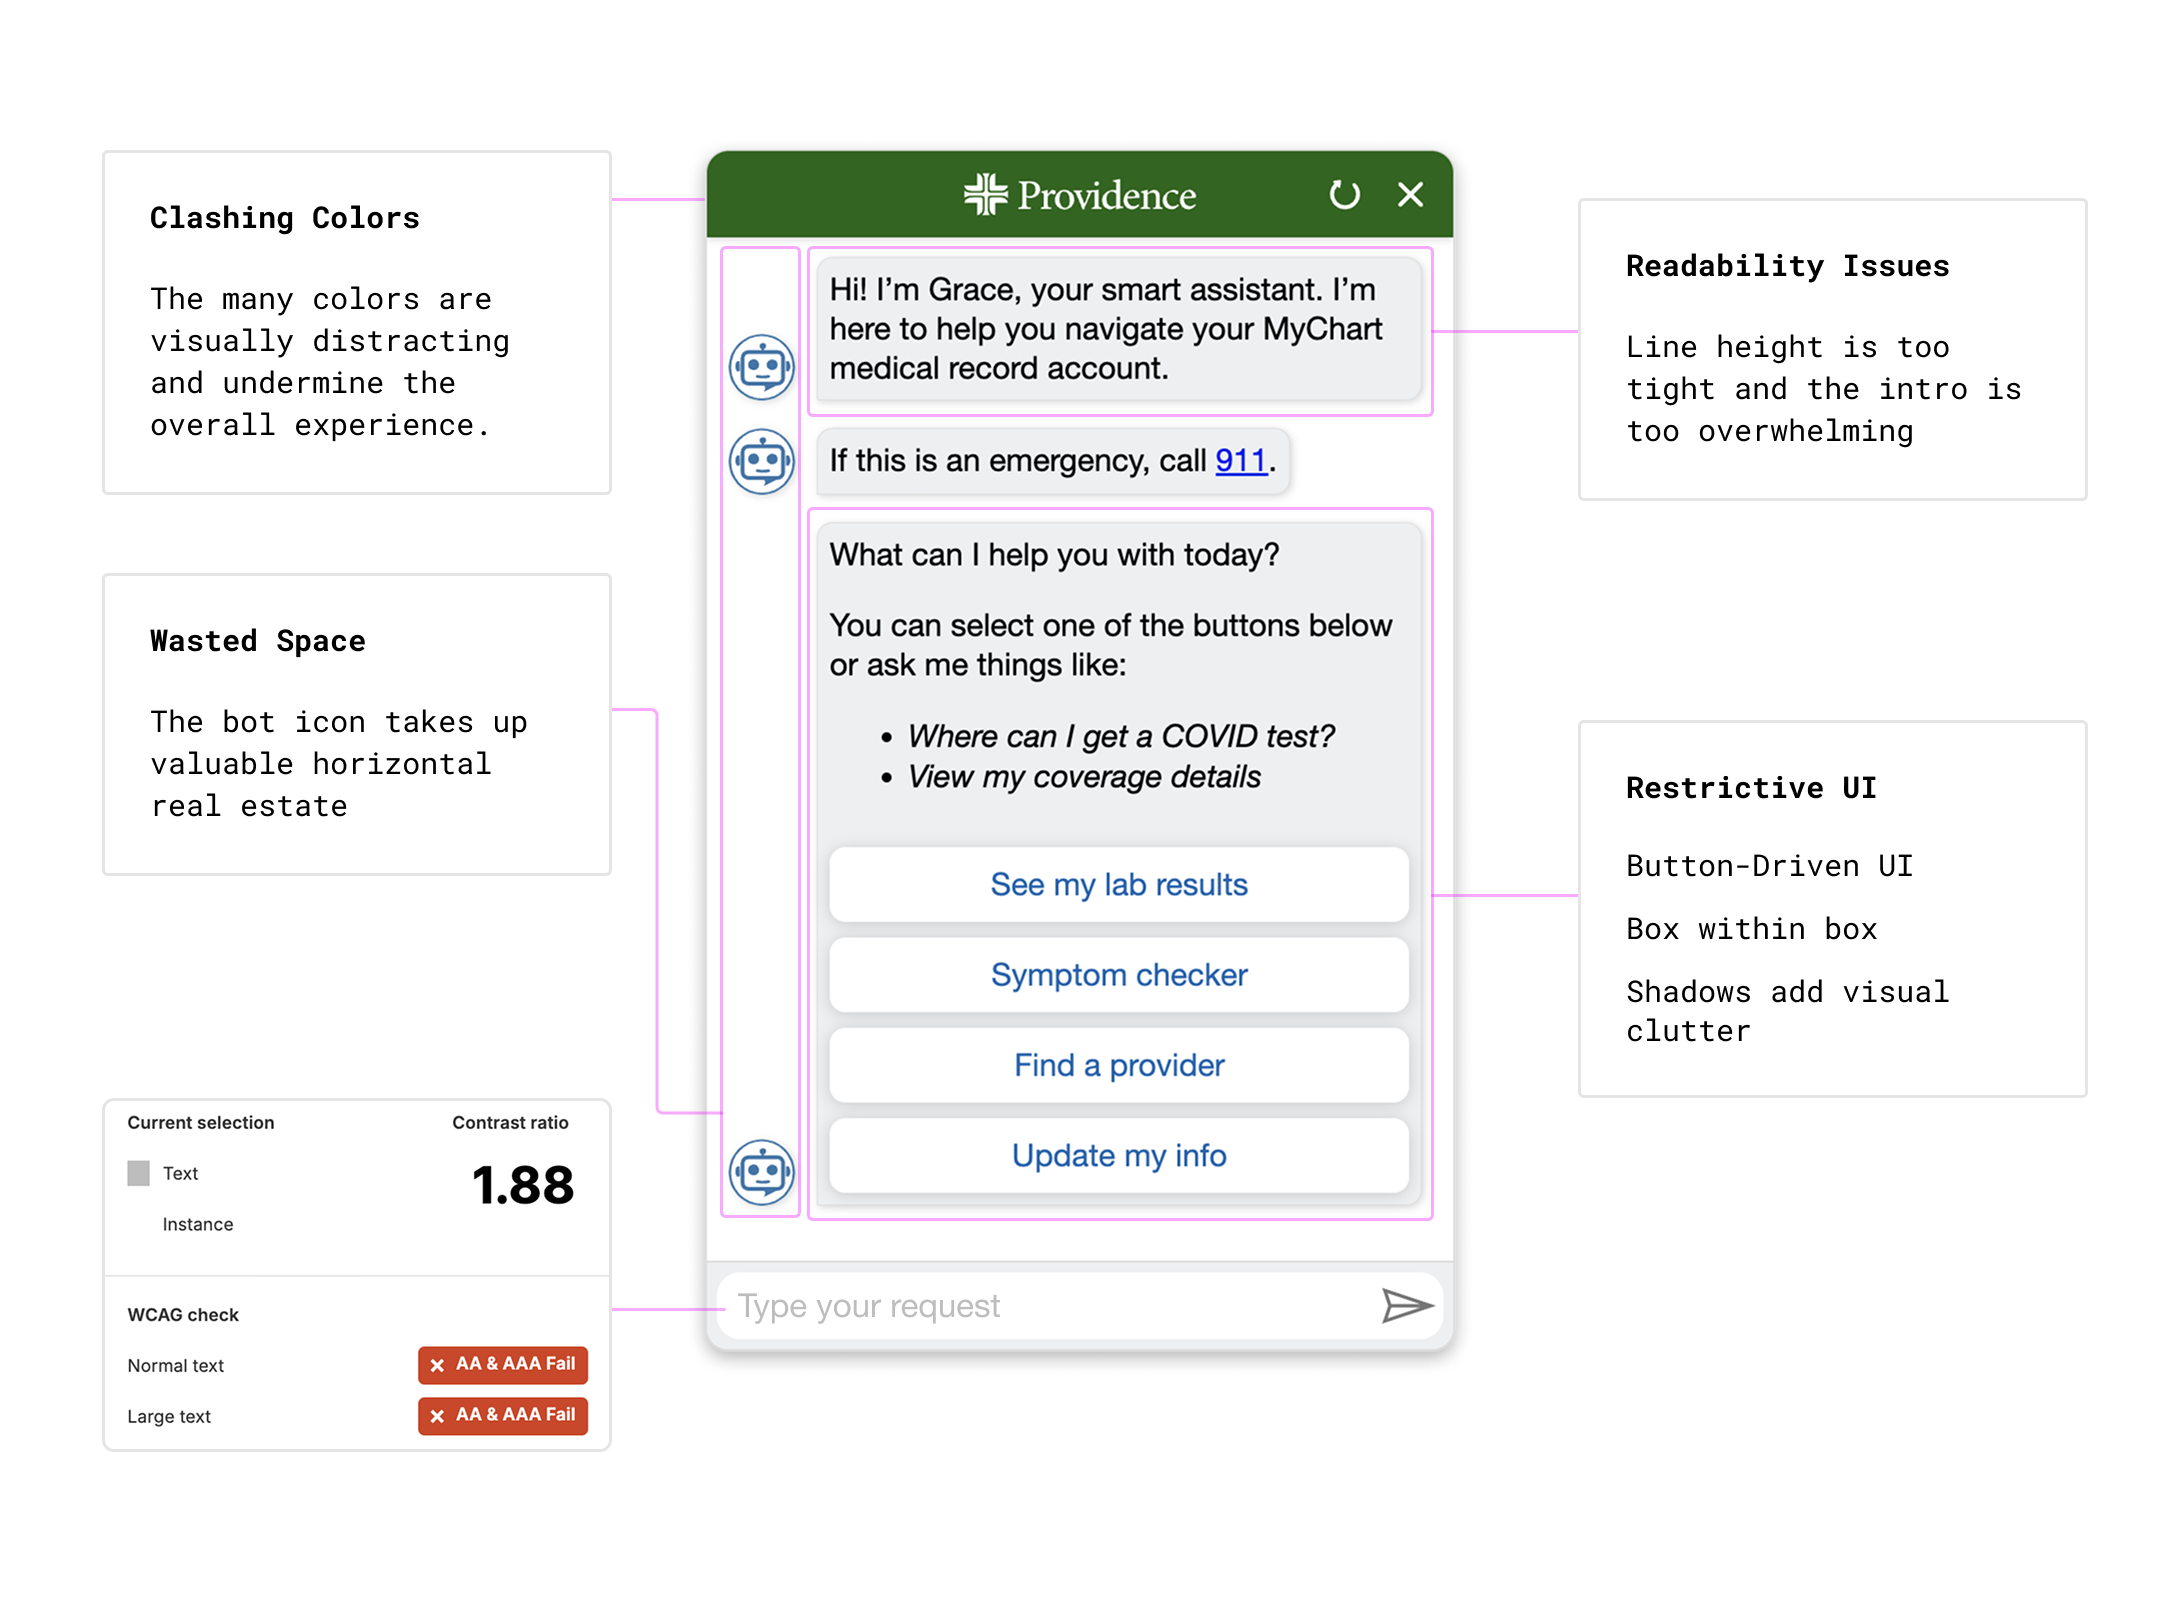 Clashing Colors
The many colors are
visually distracting
and undermine the
overall experience.
Wasted Space
The bot icon takes up
valuable horizontal
real estate
Current selection
Contrast ratio
Text
1.88
Instance
WCAG check
Normal text
AA & AAA Fail
Large text
AA & AAA Fail
Providence
Hi! I’m Grace, your smart assistant. I’m
here to help you navigate your MyChart
medical record account.
If this is an emergency, call 911.
What can I help you with today?
You can select one of the buttons below
or ask me things like:
• Where can I get a COVID test?
• View my coverage details
See my lab results
Symptom checker
Find a provider
Update my info
Type your request
Readability Issues
Line height is too
tight and the intro is
too overwhelming
Restrictive UI
Button-Driven UI
Box within box
Shadows add visual
clutter